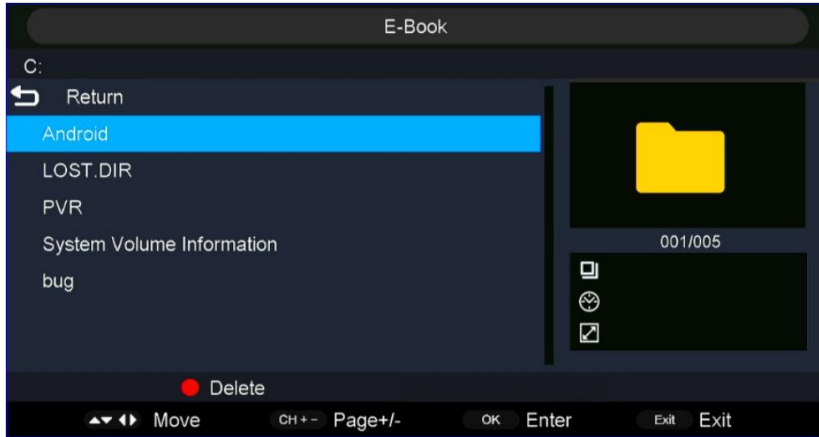 E-Book
C:
Return
Android
LOST.DIR
PVR
System Volume Information
bug
001/005
Delete
Move CH + - Page+/- OK Enter Exit Exit